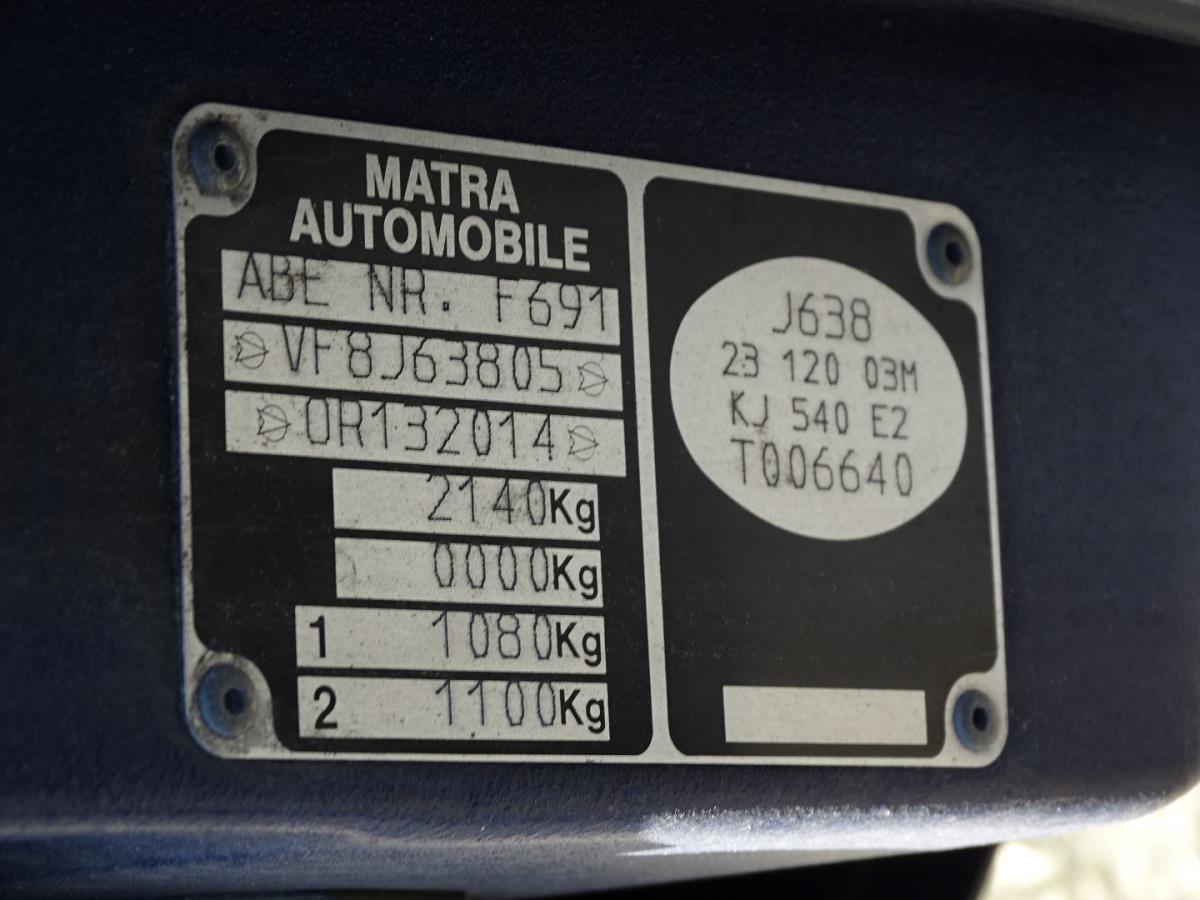 MATRA
AUTOMOBILE
ABE NR. F691
VF8J63805
0R132014
2140Kg
0000Kg
1 1080Kg
2 1100Kg
J638
23 120 03M
KJ 540 E2
T006640